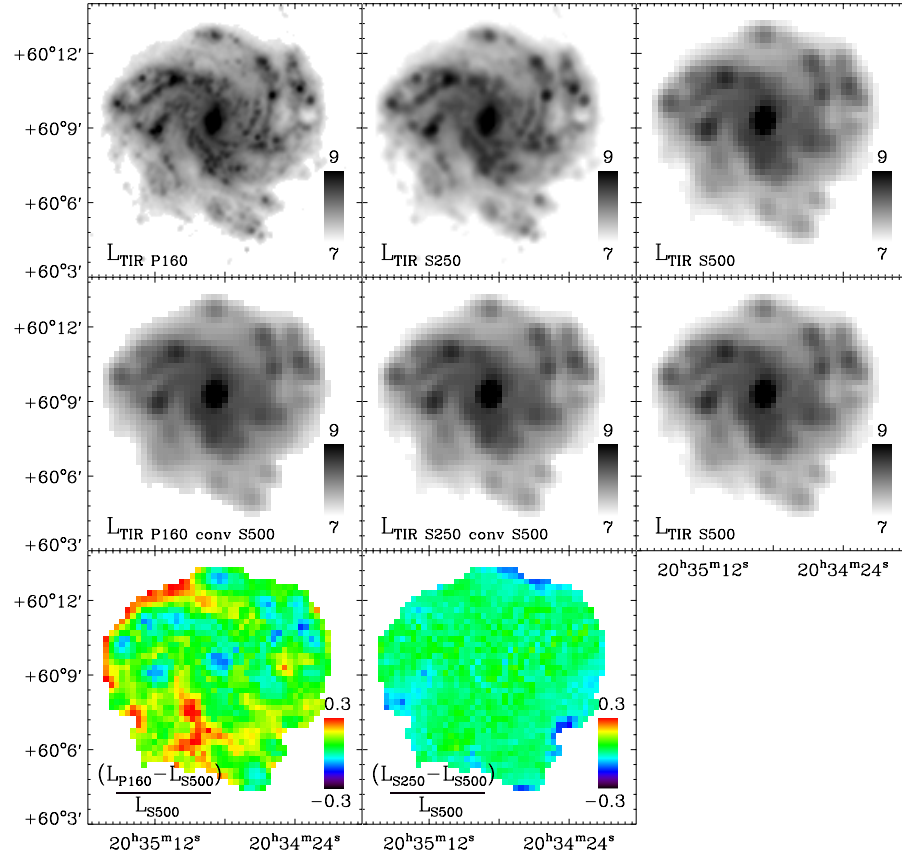 +60°12'
+60°9'
+60°6'
+60°3'
9
7
L_TIR P160
9
7
L_TIR S250
9
7
L_TIR S500
+60°12'
+60°9'
+60°6'
+60°3'
9
7
L_TIR P160 conv S500
9
7
L_TIR S250 conv S500
9
7
L_TIR S500
20ʰ35ᵐ12ˢ 20ʰ34ᵐ24ˢ
+60°12'
+60°9'
+60°6'
+60°3'
0.3
−0.3
(L_P160−L_S500)
L_S500
0.3
−0.3
(L_S250−L_S500)
L_S500
20ʰ35ᵐ12ˢ 20ʰ34ᵐ24ˢ 20ʰ35ᵐ12ˢ 20ʰ34ᵐ24ˢ